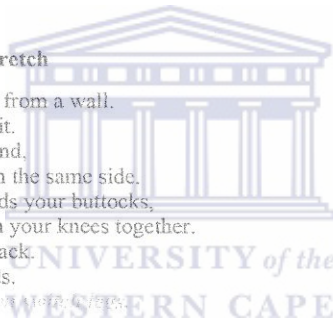 retch
from a wall.
it.
nd,
n the same side.
ds your buttocks,
n your knees together.
ack.
UNIVERSITY of the
s.
WESTERN CAPE